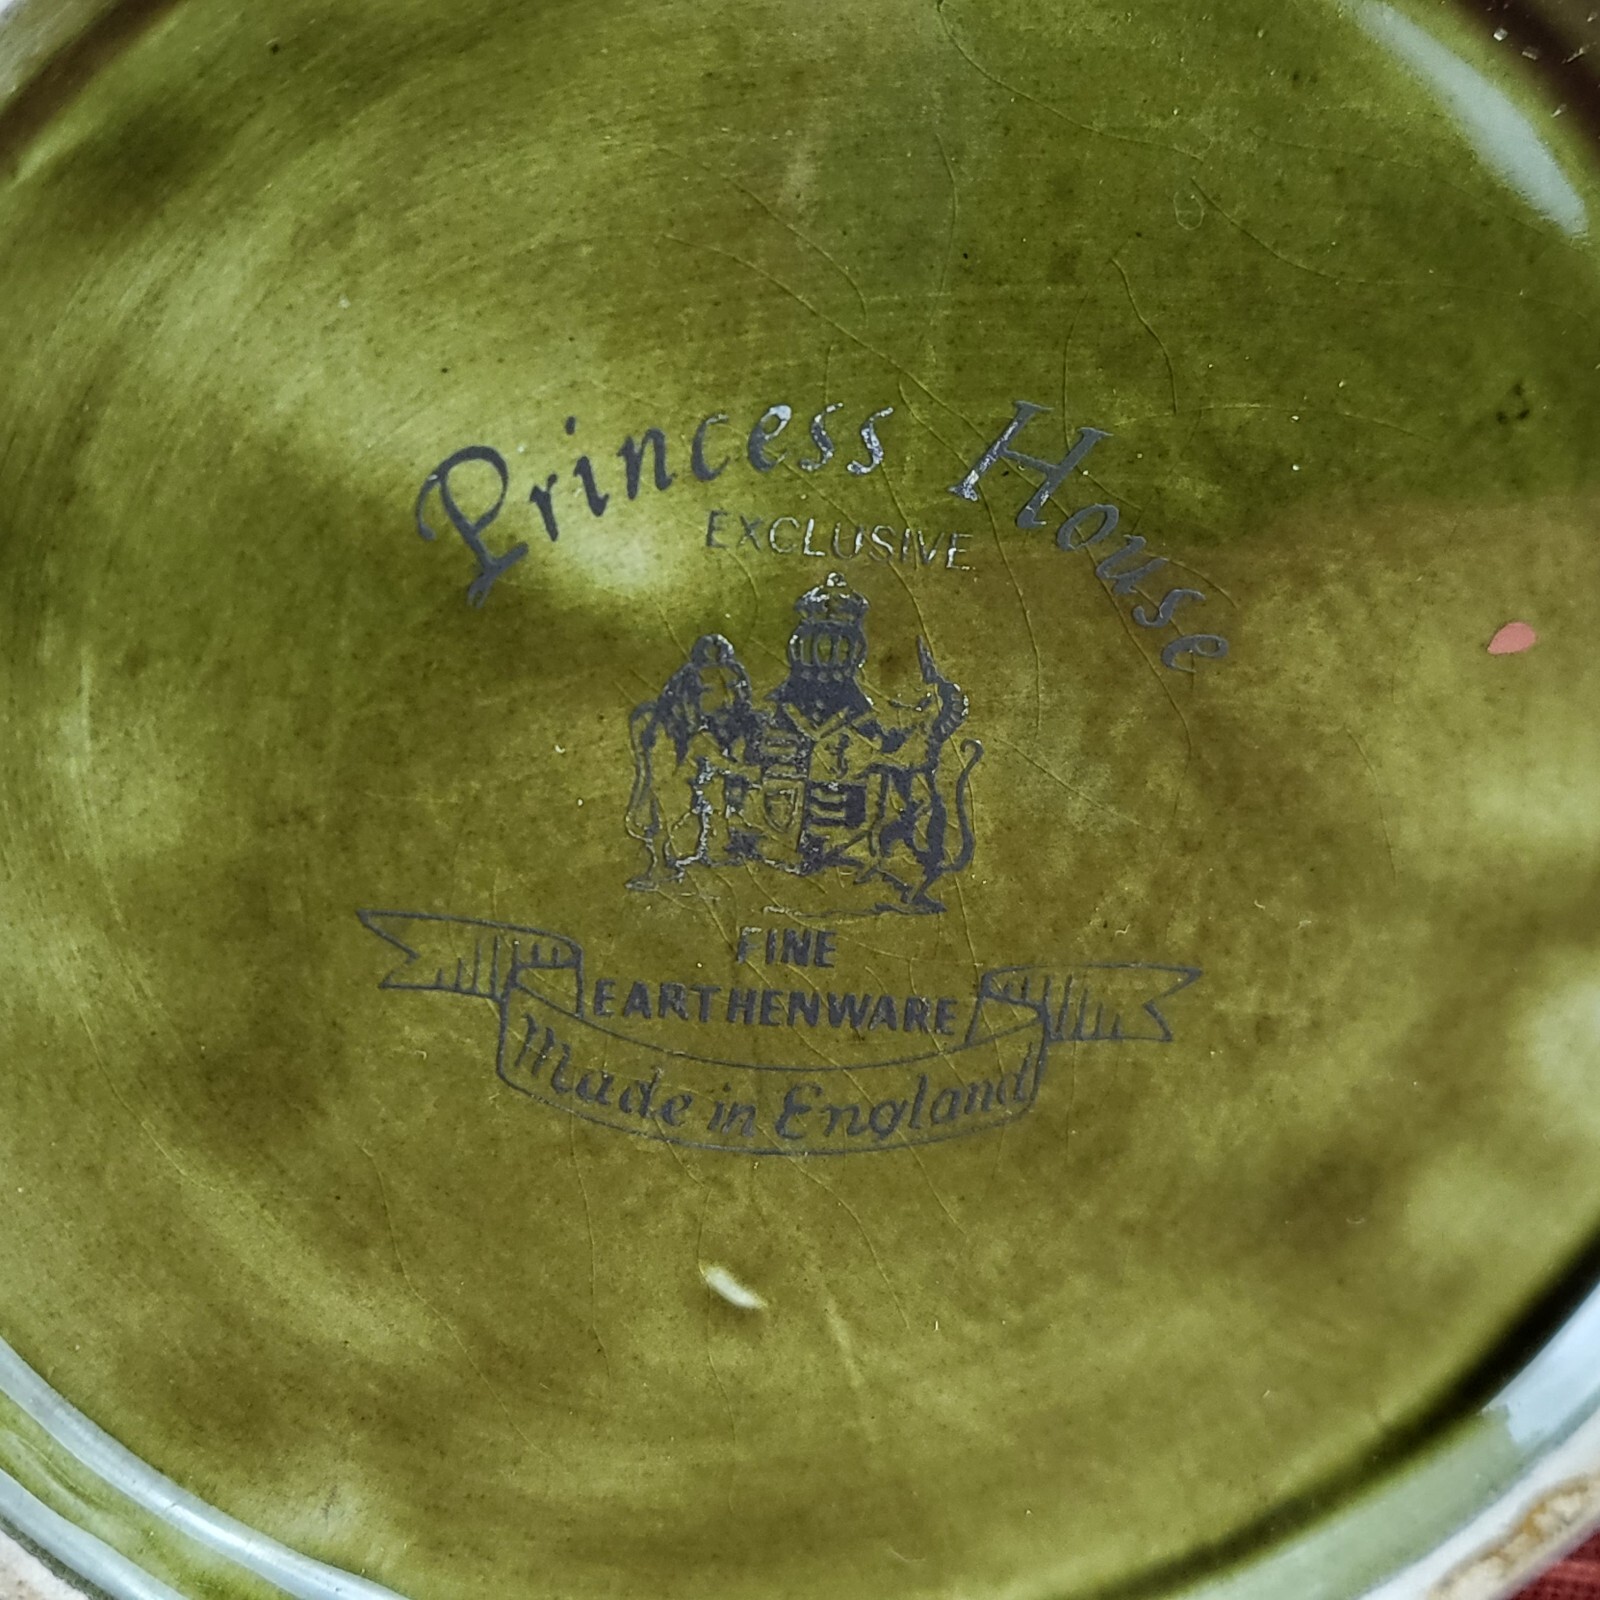 Princess House
EXCLUSIVE
FINE
EARTHENWARE
Made in England